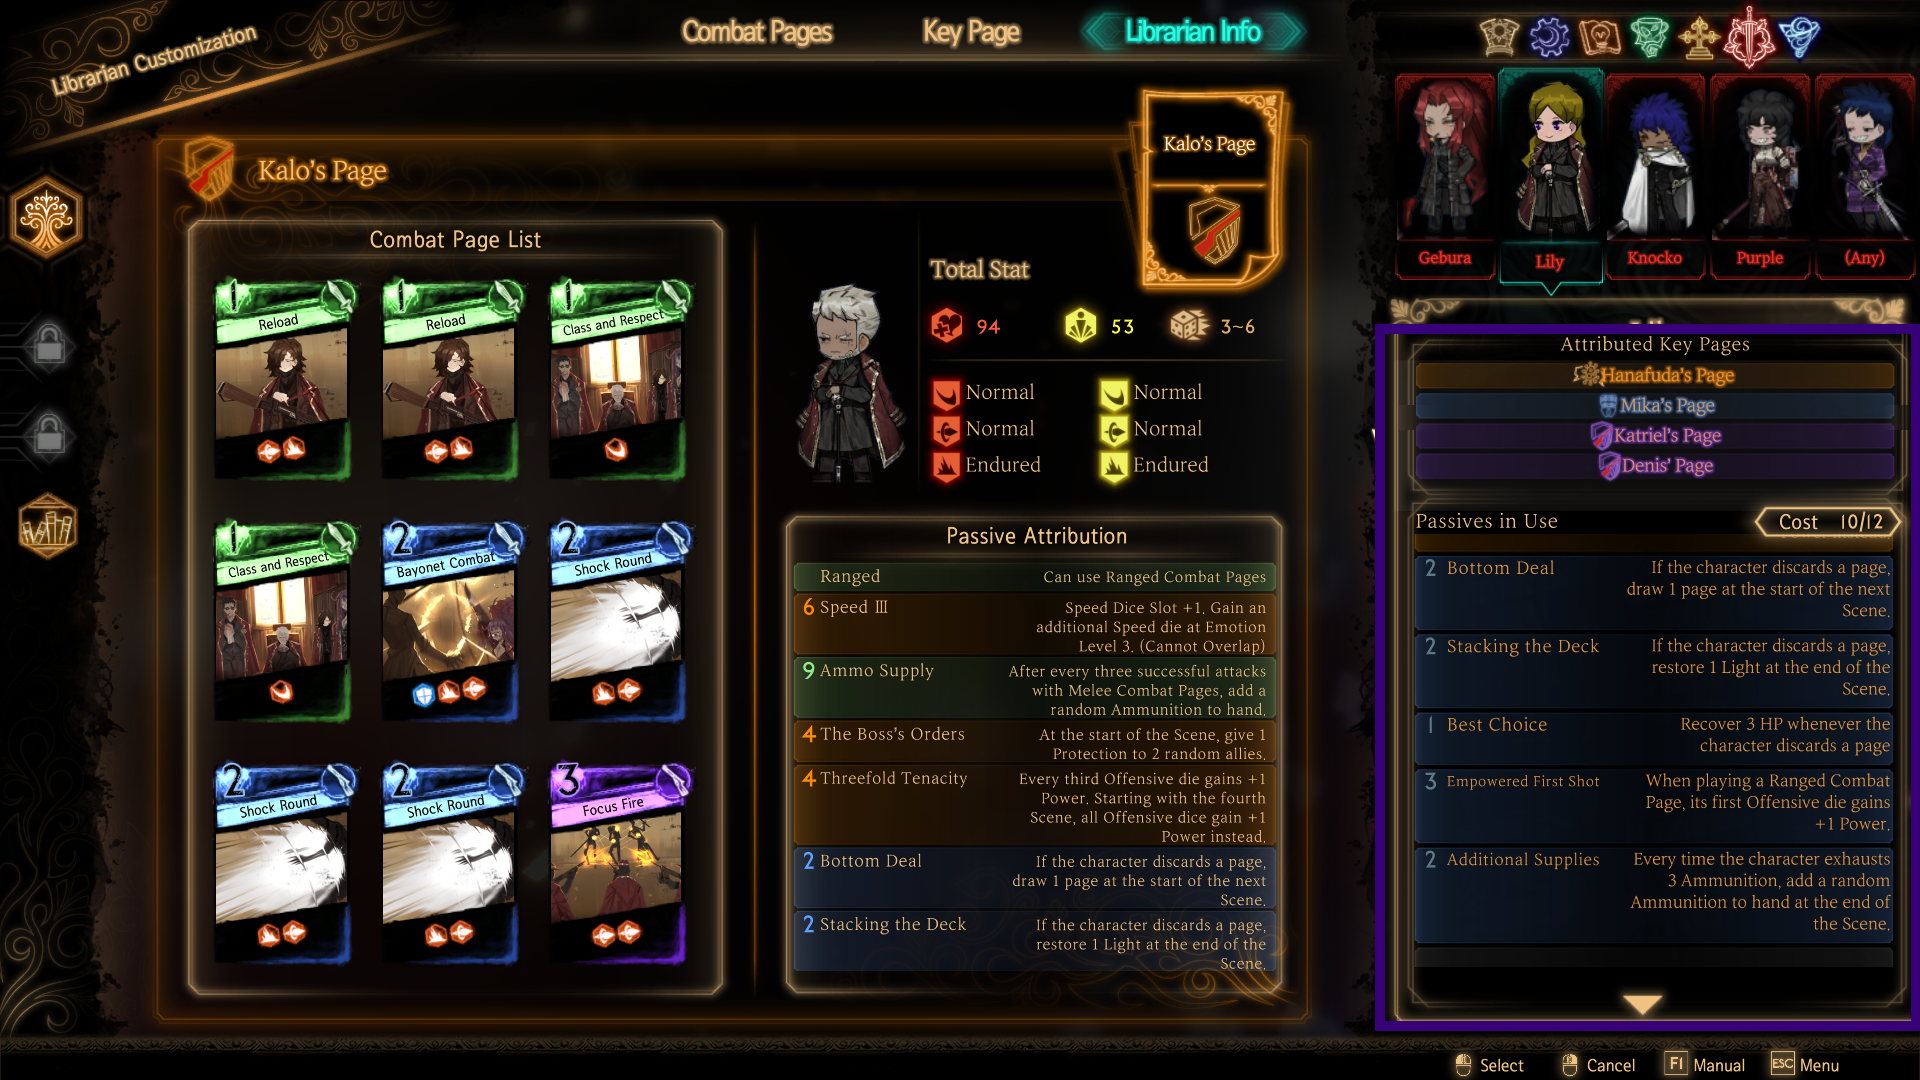 Librarian Customization
Combat Pages
Key Page
Librarian Info
Kalo's Page
Kalo's Page
Combat Page List
1
Reload
1
Reload
1
Class and Respect
1
Class and Respect
2
Bayonet Combat
2
Shock Round
2
Shock Round
2
Shock Round
3
Focus Fire
Total Stat
94
53
3~6
Normal
Normal
Normal
Normal
Endured
Endured
Passive Attribution
Ranged
Can use Ranged Combat Pages
6 Speed III
Speed Dice Slot +1. Gain an
additional Speed die at Emotion
Level 3. (Cannot Overlap)
9 Ammo Supply
After every three successful attacks
with Melee Combat Pages, add a
random Ammunition to hand.
4 The Boss's Orders
At the start of the Scene, give 1
Protection to 2 random allies.
4 Threefold Tenacity
Every third Offensive die gains +1
Power. Starting with the fourth
Scene, all Offensive dice gain +1
Power instead.
2 Bottom Deal
If the character discards a page,
draw 1 page at the start of the next
Scene.
2 Stacking the Deck
If the character discards a page,
restore 1 Light at the end of the
Scene.
Gebura
Lily
Knocko
Purple
(Any)
Attributed Key Pages
Hanafuda's Page
Mika's Page
Katriel's Page
Denis' Page
Passives in Use
Cost 10/12
2 Bottom Deal
If the character discards a page,
draw 1 page at the start of the next
Scene.
2 Stacking the Deck
If the character discards a page,
restore 1 Light at the end of the
Scene.
1 Best Choice
Recover 3 HP whenever the
character discards a page
3 Empowered First Shot
When playing a Ranged Combat
Page, its first Offensive die gains
+1 Power.
2 Additional Supplies
Every time the character exhausts
3 Ammunition, add a random
Ammunition to hand at the end of
the Scene.
Select
Cancel
F1 Manual
ESC Menu